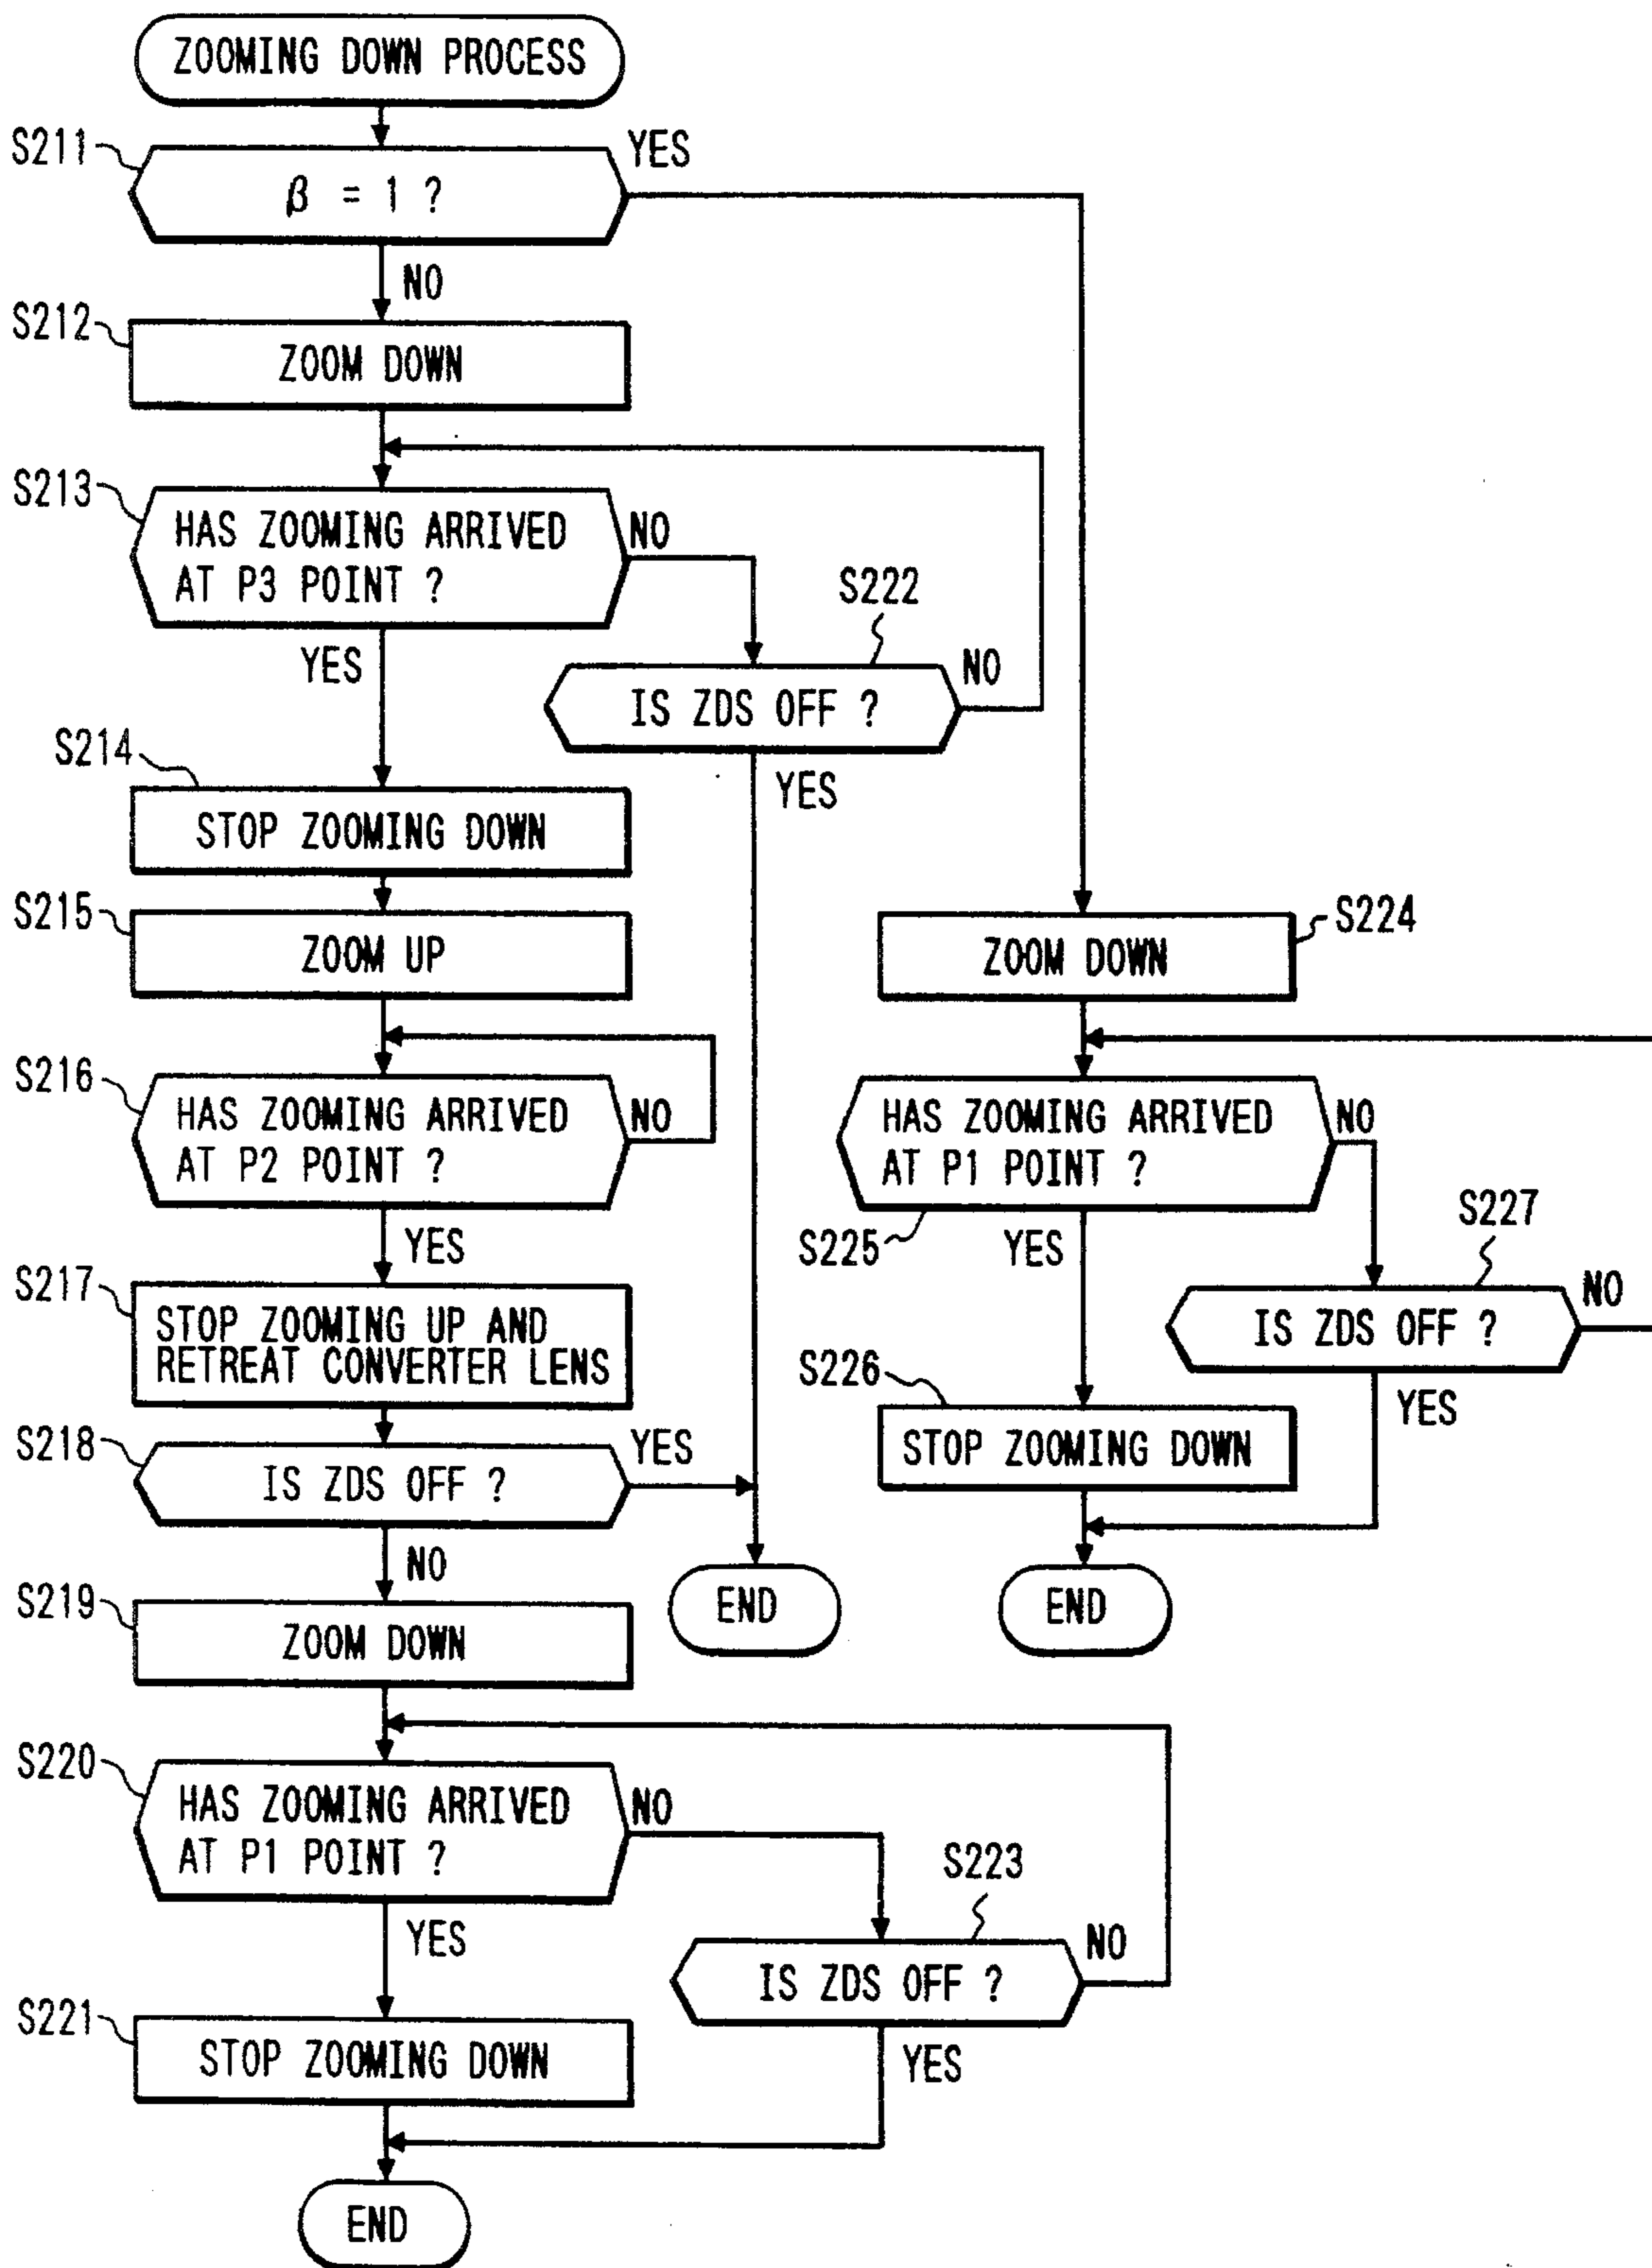 ZOOMING DOWN PROCESS
S211
β = 1 ?
YES
NO
S212
ZOOM DOWN
S213
HAS ZOOMING ARRIVED
AT P3 POINT ?
NO
YES
S222
IS ZDS OFF ?
NO
YES
S214
STOP ZOOMING DOWN
S215
ZOOM UP
S224
ZOOM DOWN
S216
HAS ZOOMING ARRIVED
AT P2 POINT ?
NO
YES
HAS ZOOMING ARRIVED
AT P1 POINT ?
NO
S225
YES
S227
IS ZDS OFF ?
NO
YES
S217
STOP ZOOMING UP AND
RETREAT CONVERTER LENS
S226
STOP ZOOMING DOWN
S218
IS ZDS OFF ?
YES
NO
END
END
S219
ZOOM DOWN
S220
HAS ZOOMING ARRIVED
AT P1 POINT ?
NO
YES
S223
IS ZDS OFF ?
NO
YES
S221
STOP ZOOMING DOWN
END